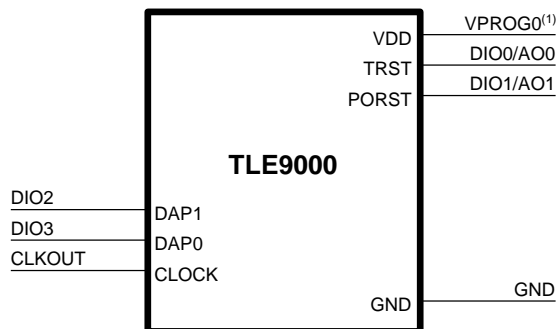 VDD VPROG0(1)
TRST DIO0/AO0
PORST DIO1/AO1
TLE9000
DIO2 DAP1
DIO3 DAP0
CLKOUT CLOCK
GND GND